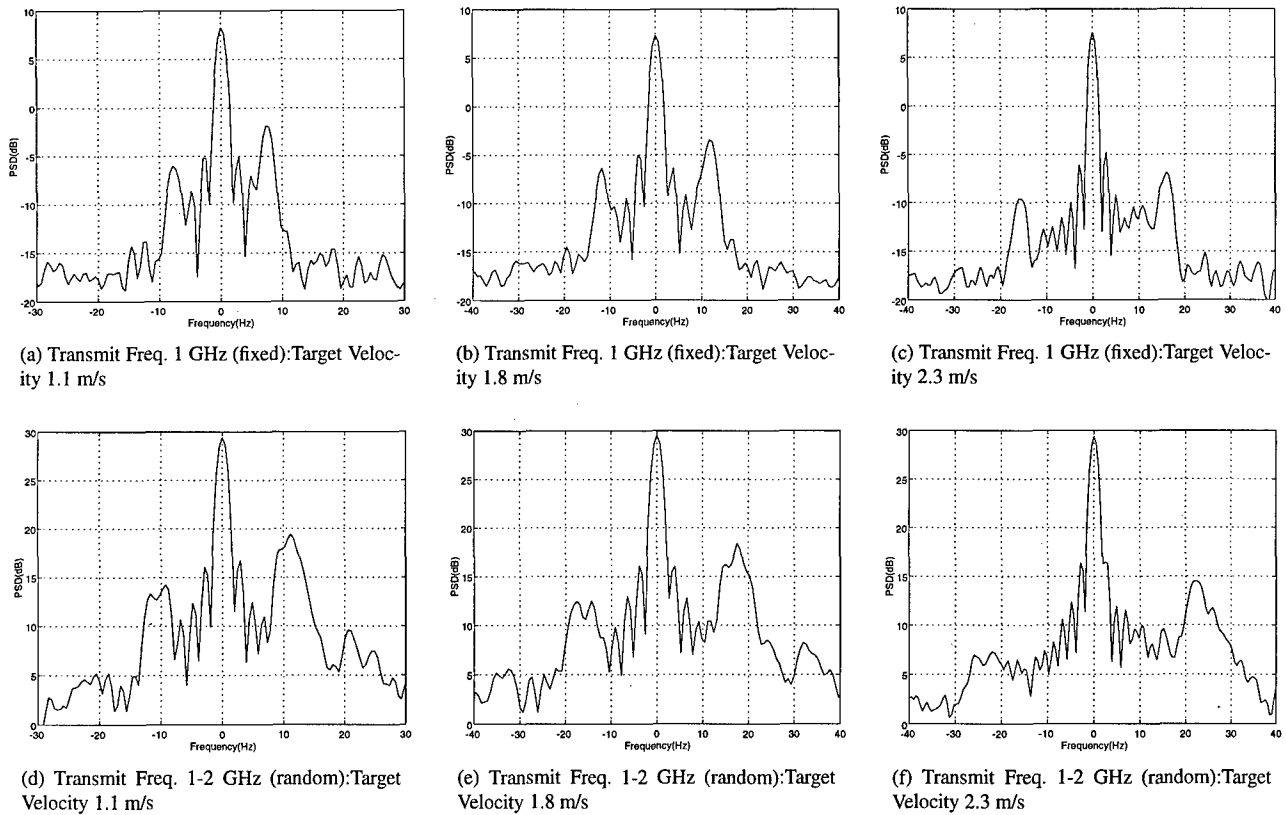 10
5
0
-5
-10
-15
-20
PSD(dB)
-30 -20 -10 0 10 20 30
Frequency(Hz)
(a) Transmit Freq. 1 GHz (fixed):Target Veloc-
ity 1.1 m/s
10
5
0
-5
-10
-15
-20
PSD(dB)
-40 -30 -20 -10 0 10 20 30 40
Frequency(Hz)
(b) Transmit Freq. 1 GHz (fixed):Target Veloc-
ity 1.8 m/s
10
5
0
-5
-10
-15
-20
PSD(dB)
-40 -30 -20 -10 0 10 20 30 40
Frequency(Hz)
(c) Transmit Freq. 1 GHz (fixed):Target Veloc-
ity 2.3 m/s
30
25
20
15
10
5
0
PSD(dB)
-30 -20 -10 0 10 20 30
Frequency(Hz)
(d) Transmit Freq. 1-2 GHz (random):Target
Velocity 1.1 m/s
30
25
20
15
10
5
0
PSD(dB)
-40 -30 -20 -10 0 10 20 30 40
Frequency(Hz)
(e) Transmit Freq. 1-2 GHz (random):Target
Velocity 1.8 m/s
30
25
20
15
10
5
0
PSD(dB)
-40 -30 -20 -10 0 10 20 30 40
Frequency(Hz)
(f) Transmit Freq. 1-2 GHz (random):Target
Velocity 2.3 m/s